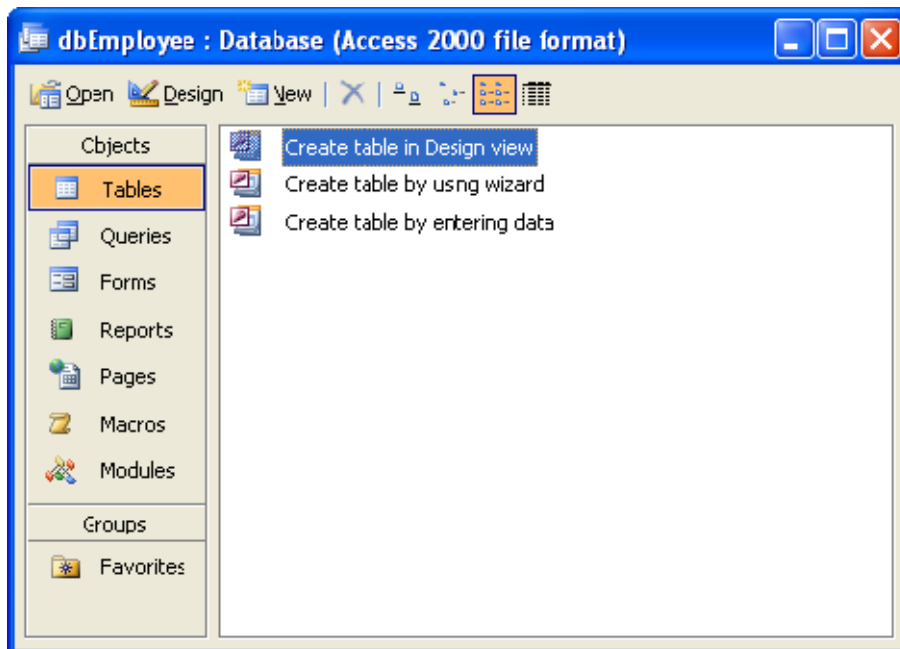 dbEmployee : Database (Access 2000 file format)
Open Design New
Objects
Tables
Queries
Forms
Reports
Pages
Macros
Modules
Groups
Favorites
Create table in Design view
Create table by usng wizard
Create table by entering data